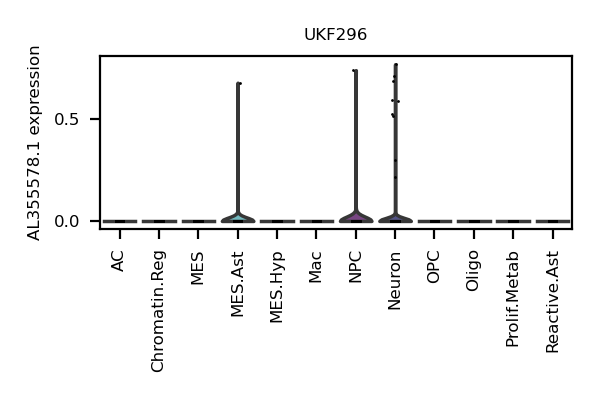 UKF296
AL355578.1 expression
0.5
0.0
AC
Chromatin.Reg
MES
MES.Ast
MES.Hyp
Mac
NPC
Neuron
OPC
Oligo
Prolif.Metab
Reactive.Ast